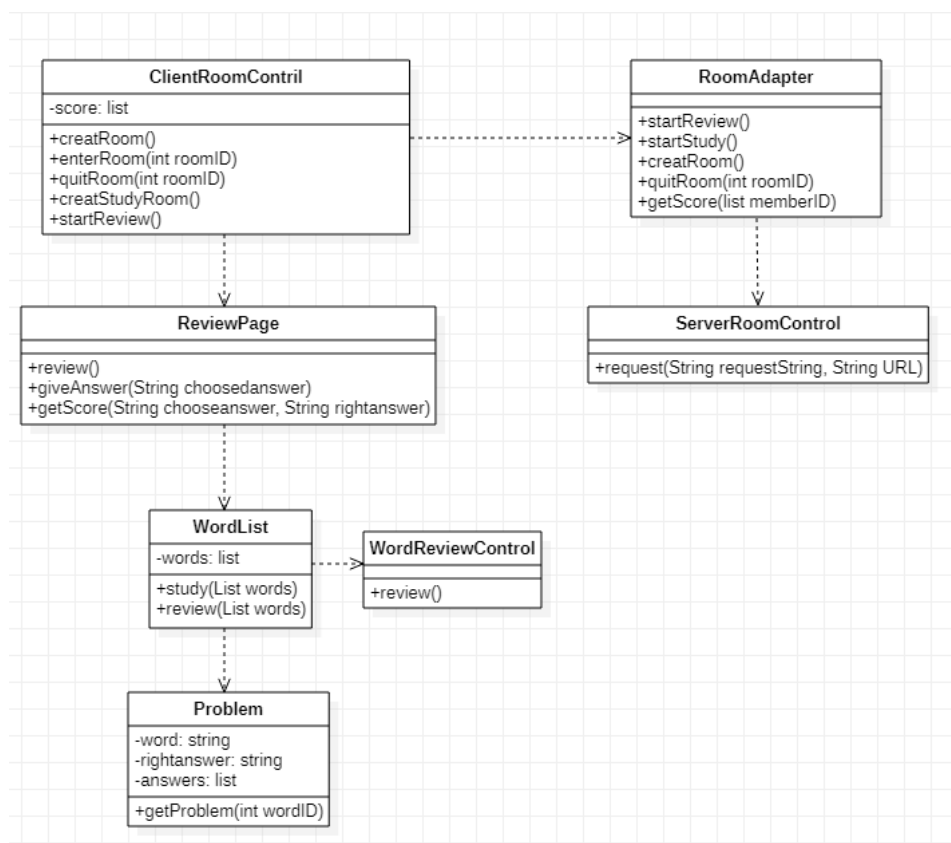 ClientRoomContril
-score: list
+creatRoom()
+enterRoom(int roomID)
+quitRoom(int roomID)
+creatStudyRoom()
+startReview()
RoomAdapter
+startReview()
+startStudy()
+creatRoom()
+quitRoom(int roomID)
+getScore(list memberID)
ReviewPage
+review()
+giveAnswer(String choosedanswer)
+getScore(String chooseanswer, String rightanswer)
ServerRoomControl
+request(String requestString, String URL)
WordList
-words: list
+study(List words)
+review(List words)
WordReviewControl
+review()
Problem
-word: string
-rightanswer: string
-answers: list
+getProblem(int wordID)